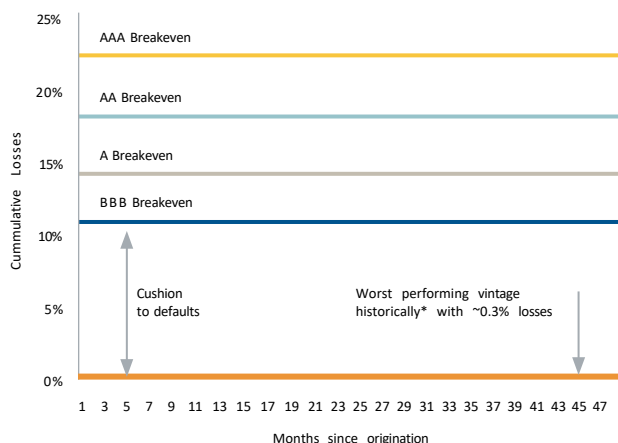 25%
AAA Breakeven
20%
AA Breakeven
15%
A Breakeven
BBB Breakeven
10%
Cushion
to defaults
Worst performing vintage
historically* with ~0.3% losses
5%
0%
Cummulative Losses
1 3 5 7 9 11 13 15 17 19 21 23 25 27 29 31 33 35 37 39 41 43 45 47
Months since origination